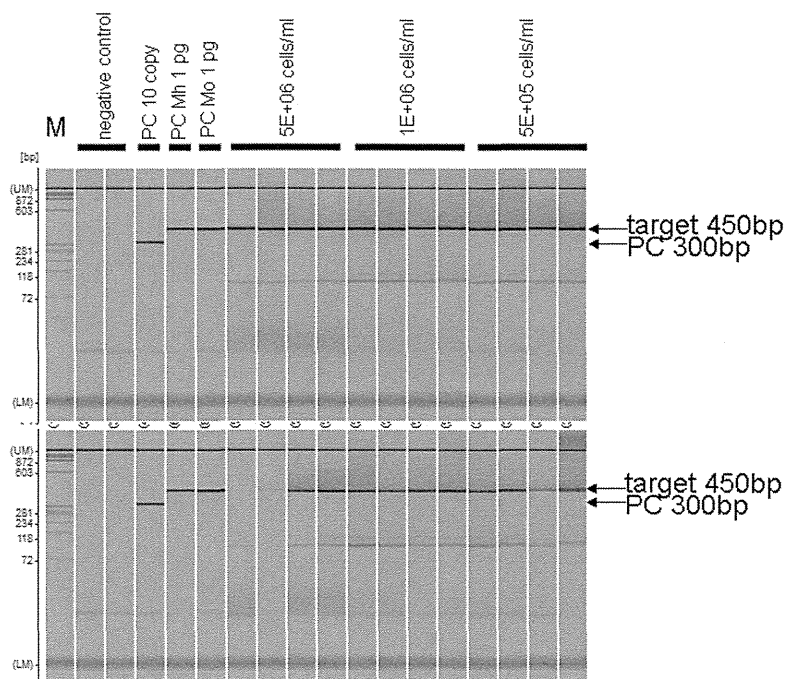 M
negative control
PC 10 copy
PC Mh 1 pg
PC Mo 1 pg
5E+06 cells/ml
1E+06 cells/ml
5E+05 cells/ml
[bp]
(UM)
872
603
281
234
118
72
(LM)
target 450bp
PC 300bp
(UM)
872
603
281
234
118
72
(LM)
target 450bp
PC 300bp